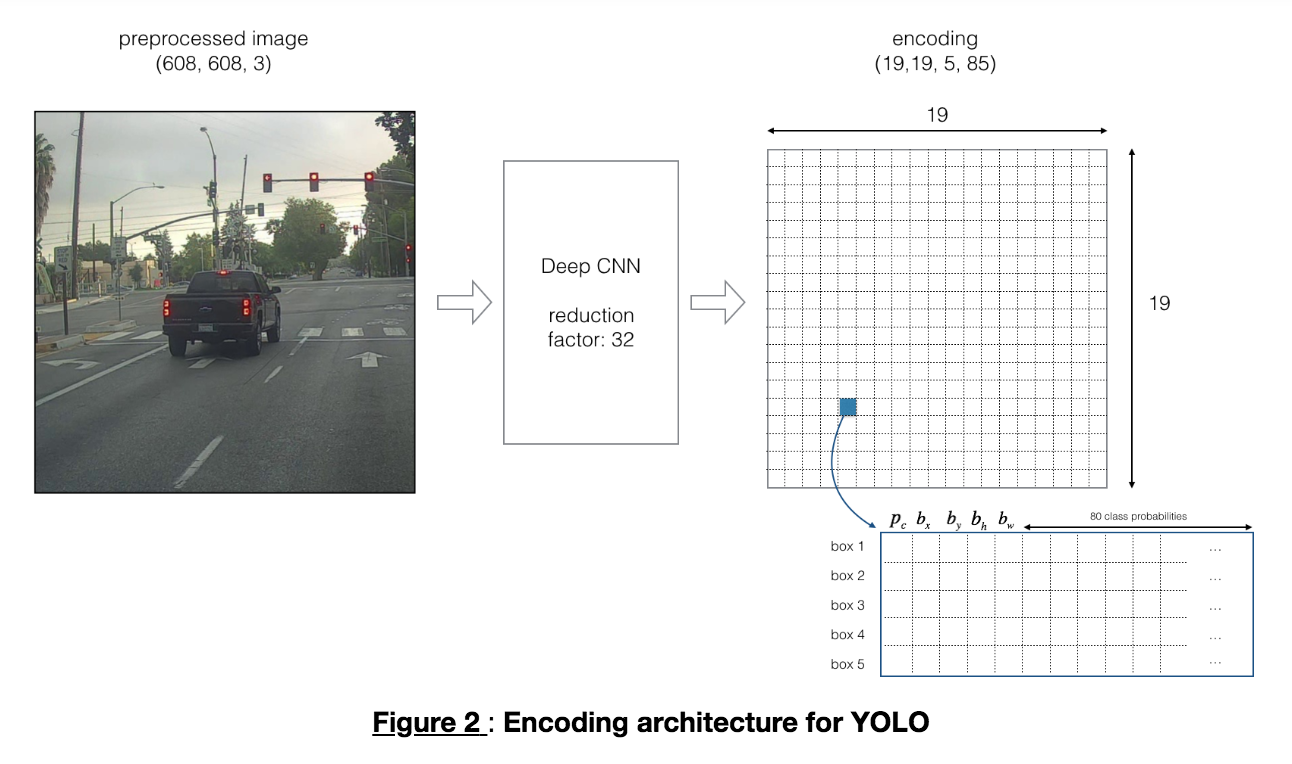 preprocessed image
(608, 608, 3)
encoding
(19,19, 5, 85)
19
Deep CNN
reduction
factor: 32
19
p_c b_x b_y b_h b_w
80 class probabilities
box 1 ...
box 2 ...
box 3 ...
box 4 ...
box 5 ...
Figure 2 : Encoding architecture for YOLO